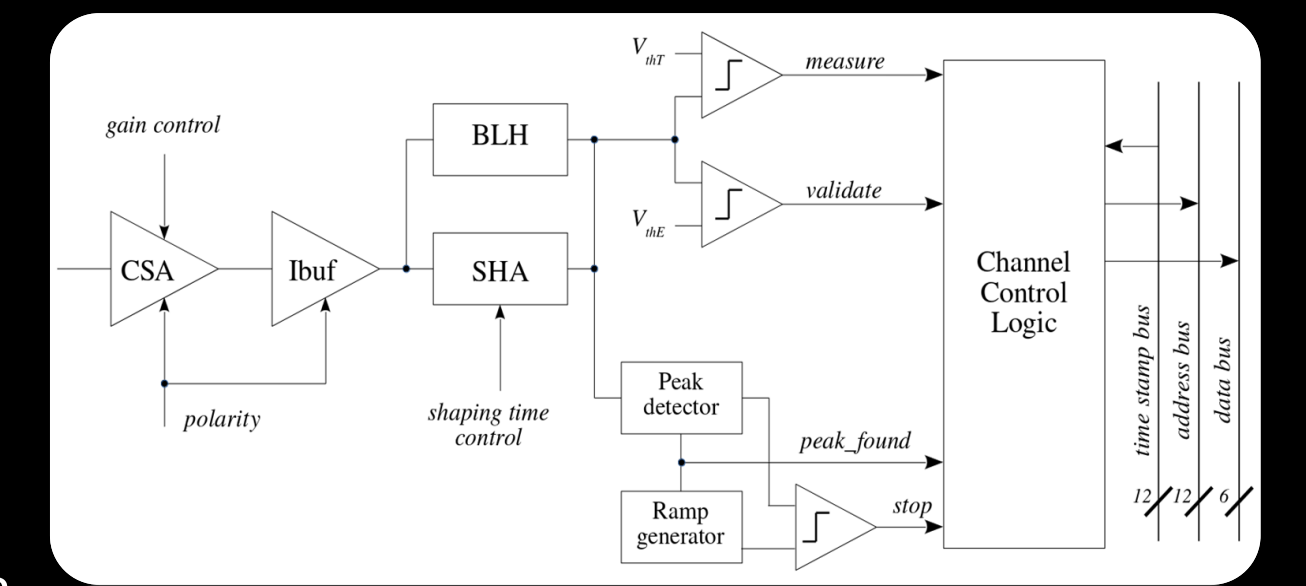 V_thT
measure
gain control
BLH
validate
V_thE
CSA
Ibuf
SHA
Channel
Control
Logic
polarity
shaping time
control
Peak
detector
peak_found
Ramp
generator
stop
time stamp bus
address bus
data bus
12
12
6